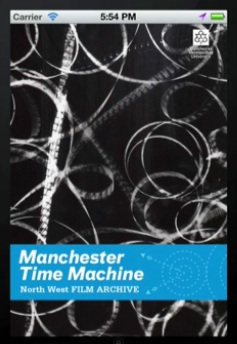 Carrier 5:54 PM
Manchester
Time Machine
North West FILM ARCHIVE